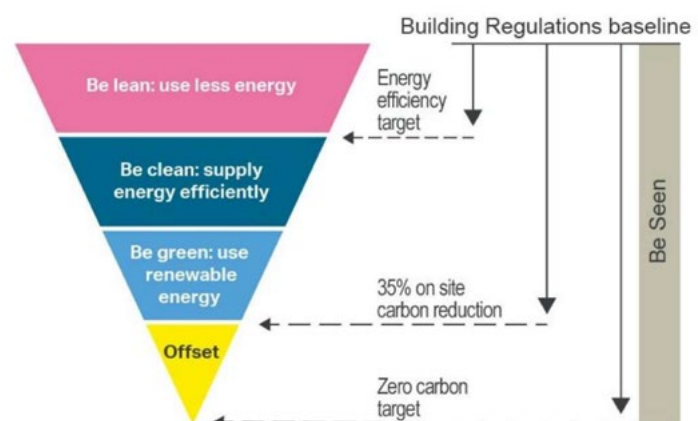 Building Regulations baseline
Be lean: use less energy
Energy
efficiency
target
Be clean: supply
energy efficiently
Be green: use
renewable
energy
35% on site
carbon reduction
Offset
Zero carbon
target
Be Seen